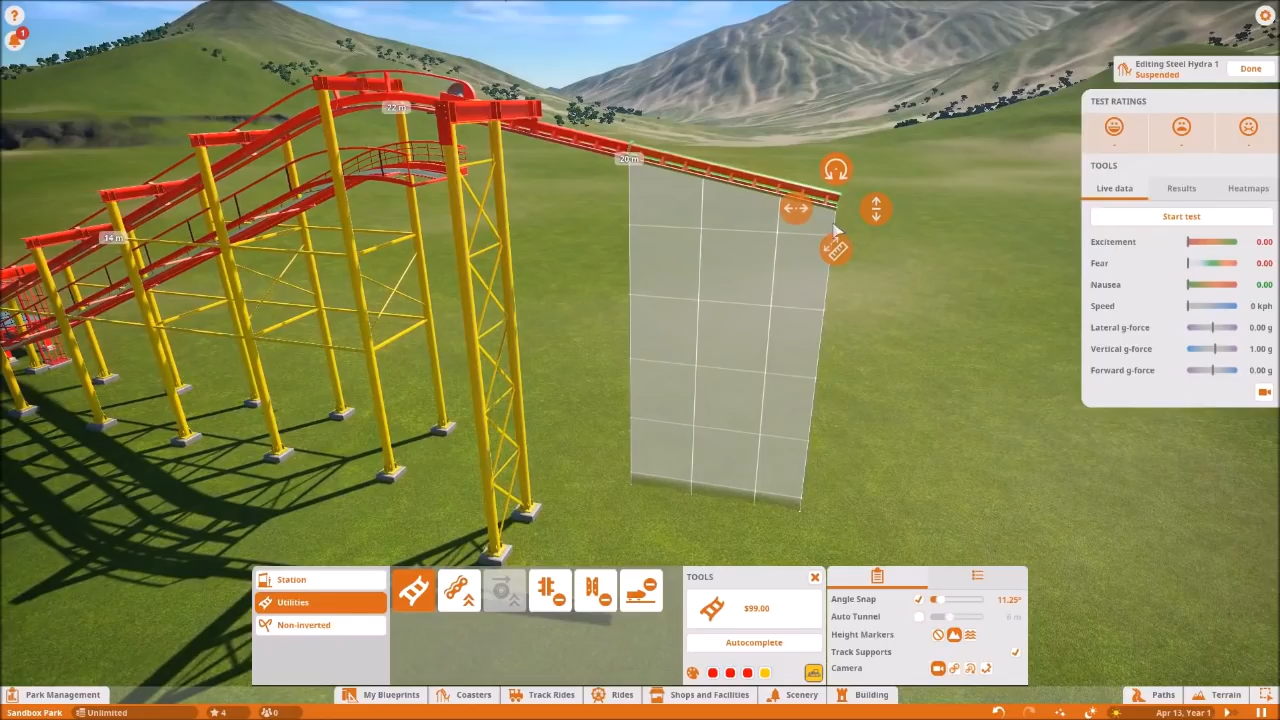 ?
1
Editing Steel Hydra 1
Suspended
Done
TEST RATINGS
- - -
TOOLS
Live data Results Heatmaps
Start test
Excitement 0.00
Fear 0.00
Nausea 0.00
Speed 0 kph
Lateral g-force 0.00 g
Vertical g-force 1.00 g
Forward g-force 0.00 g
22 m
20 m
14 m
Station
Utilities
Non-inverted
TOOLS
$99.00
Autocomplete
Angle Snap 11.25°
Auto Tunnel 6 m
Height Markers
Track Supports
Camera
Park Management My Blueprints Coasters Track Rides Rides Shops and Facilities Scenery Building Paths Terrain
Sandbox Park Unlimited 4 0 Apr 13, Year 1